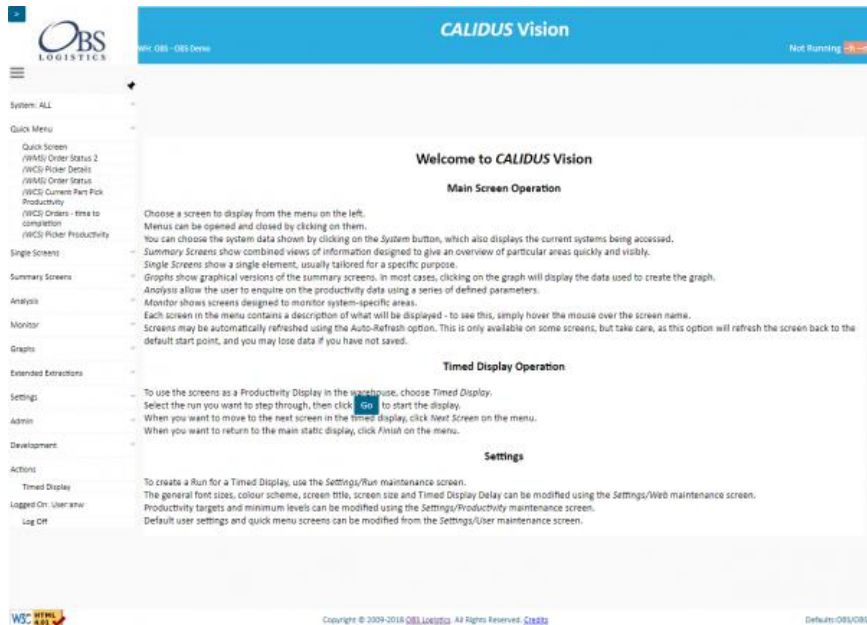 >
OBS
LOGISTICS
CALIDUS Vision
WH: OBS - OBS Demo
Not Running
System: ALL
Quick Menu
Quick Screen
(WMS) Order Status 2
(WCS) Picker Details
(WMS) Order Status
(WCS) Current Part Pick
Productivity
(WCS) Orders - time to
completion
(WCS) Picker Productivity
Single Screens
Summary Screens
Analysis
Monitor
Graphs
Extended Extractions
Settings
Admin
Development
Actions
Timed Display
Logged On: User:anw
Log Off
Welcome to CALIDUS Vision
Main Screen Operation
Choose a screen to display from the menu on the left.
Menus can be opened and closed by clicking on them.
You can choose the system data shown by clicking on the System button, which also displays the current systems being accessed.
Summary Screens show combined views of information designed to give an overview of particular areas quickly and visibly.
Single Screens show a single element, usually tailored for a specific purpose.
Graphs show graphical versions of the summary screens. In most cases, clicking on the graph will display the data used to create the graph.
Analysis allow the user to enquire on the productivity data using a series of defined parameters.
Monitor shows screens designed to monitor system-specific areas.
Each screen in the menu contains a description of what will be displayed - to see this, simply hover the mouse over the screen name.
Screens may be automatically refreshed using the Auto-Refresh option. This is only available on some screens, but take care, as this option will refresh the screen back to the
default start point, and you may lose data if you have not saved.
Timed Display Operation
To use the screens as a Productivity Display in the warehouse, choose Timed Display.
Select the run you want to step through, then click Go to start the display.
When you want to move to the next screen in the timed display, click Next Screen on the menu.
When you want to return to the main static display, click Finish on the menu.
Settings
To create a Run for a Timed Display, use the Settings/Run maintenance screen.
The general font sizes, colour scheme, screen title, screen size and Timed Display Delay can be modified using the Settings/Web maintenance screen.
Productivity targets and minimum levels can be modified using the Settings/Productivity maintenance screen.
Default user settings and quick menu screens can be modified from the Settings/User maintenance screen.
W3C HTML 4.01
Copyright © 2009-2018 OBS Logistics. All Rights Reserved. Credits
Defaults:OBS/OBS